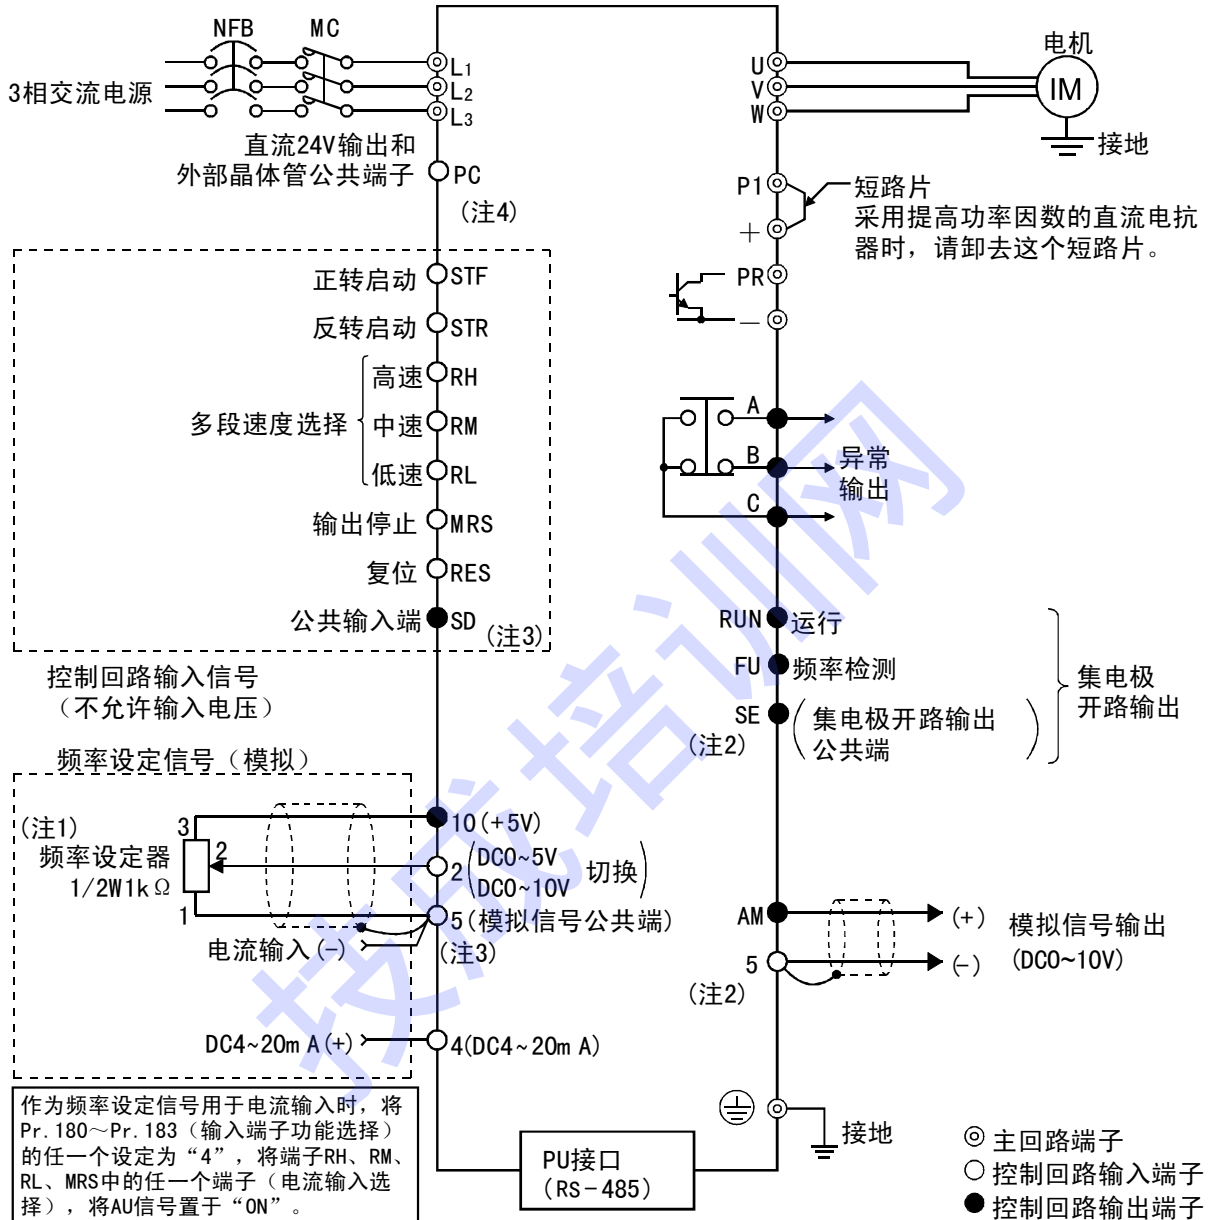 NFB
MC
3相交流电源
L1
L2
L3
直流24V输出和
外部晶体管公共端子
PC
(注4)
正转启动
STF
反转启动
STR
多段速度选择
高速
RH
中速
RM
低速
RL
输出停止
MRS
复位
RES
公共输入端
SD
(注3)
控制回路输入信号
(不允许输入电压)
频率设定信号(模拟)
(注1)
频率设定器
1/2W1kΩ
3
2
1
10(+5V)
2
DC0~5V
DC0~10V
切换
5(模拟信号公共端)
(注3)
电流输入(-)
DC4~20mA(+)
4(DC4~20mA)
作为频率设定信号用于电流输入时，将
Pr.180～Pr.183（输入端子功能选择）
的任一个设定为“4”，将端子RH、RM、
RL、MRS中的任一个端子（电流输入选
择），将AU信号置于“ON”。
PU接口
(RS-485)
U
V
W
电机
IM
接地
P1
+
短路片
采用提高功率因数的直流电抗
器时，请卸去这个短路片。
PR
-
A
B
C
异常
输出
RUN
运行
FU
频率检测
SE
(注2)
(集电极开路输出
公共端)
集电极
开路输出
AM
(+)
5
(-)
(注2)
模拟信号输出
(DC0~10V)
接地
主回路端子
控制回路输入端子
控制回路输出端子
技成培训网